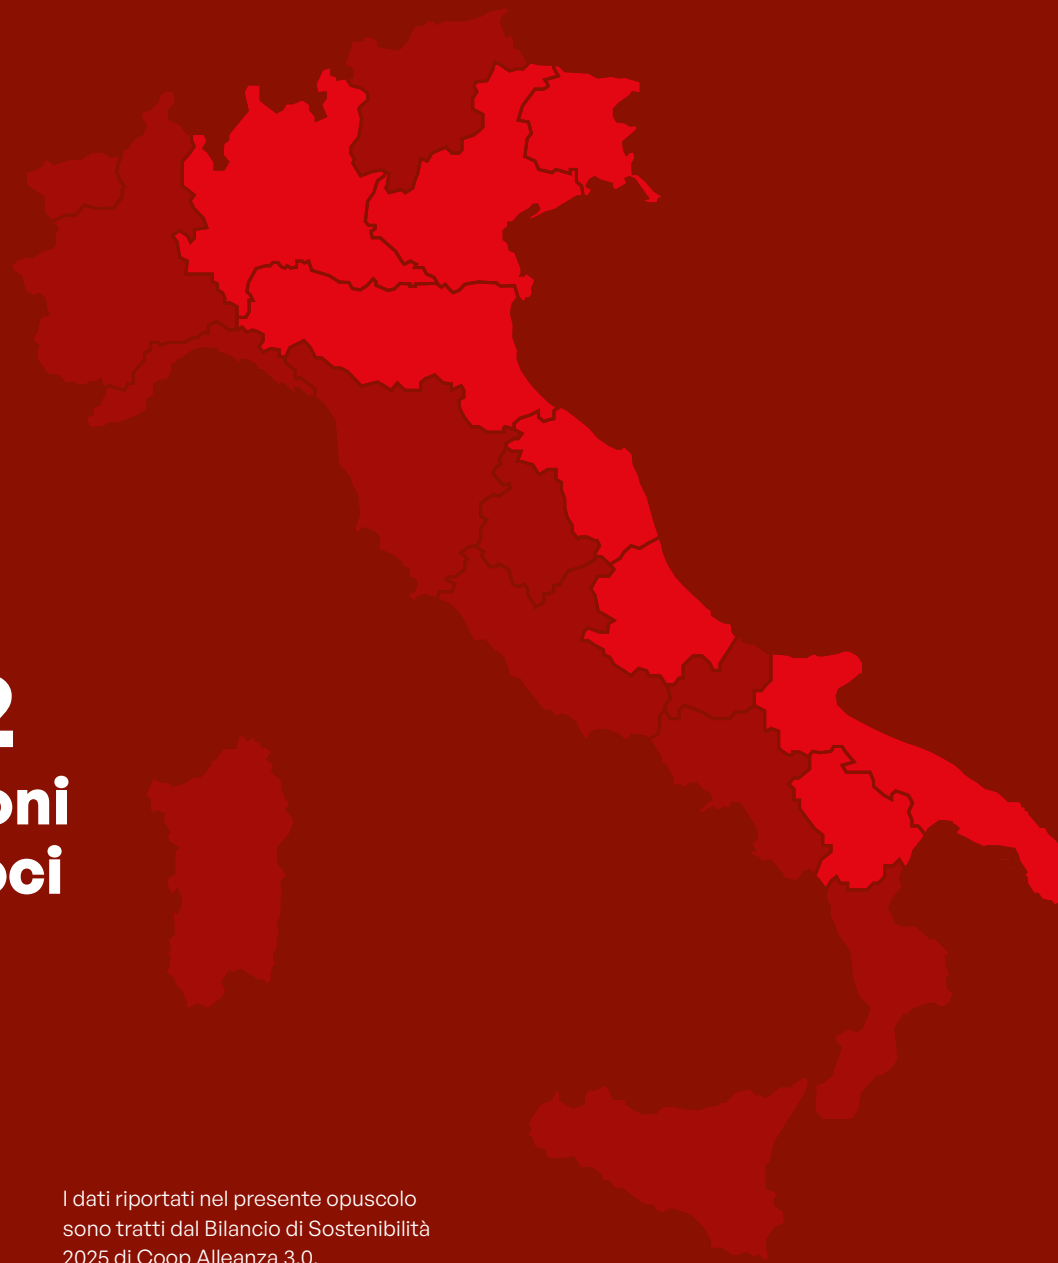 2
oni
oci
I dati riportati nel presente opuscolo
sono tratti dal Bilancio di Sostenibilità
2025 di Coop Alleanza 3.0.